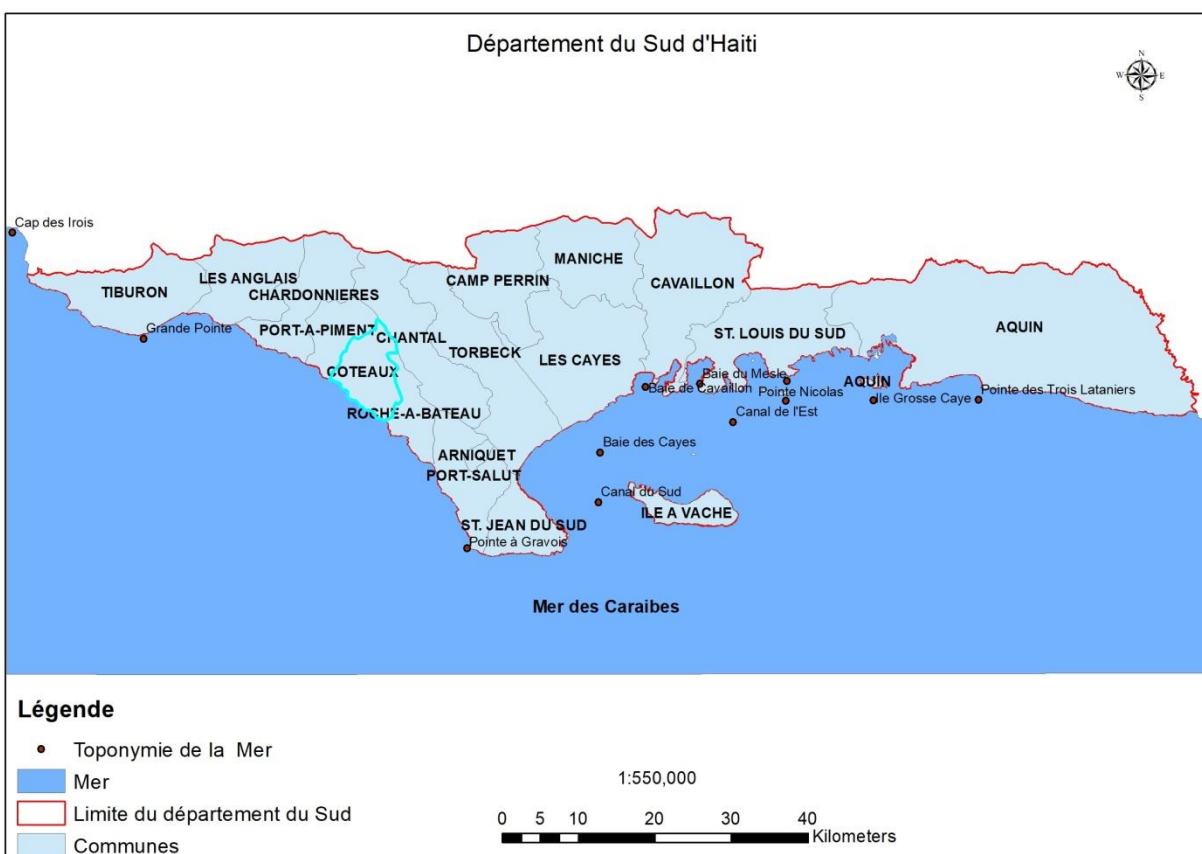 Département du Sud d'Haiti
N
W
E
S
Cap des Irois
MANICHE
LES ANGLAIS
CAMP PERRIN
CAVAILLON
TIBURON
CHARDONNIERES
Grande Pointe
PORT-A-PIMENT
CHANTAL
ST. LOUIS DU SUD
AQUIN
TORBECK
LES CAYES
COTEAUX
Baie du Mesle
AQUIN
Baie de Cavaillon
Pointe Nicolas
Ile Grosse Caye
Pointe des Trois Lataniers
ROCHE-A-BATEAU
Canal de l'Est
ARNIQUET
Baie des Cayes
PORT-SALUT
Canal du Sud
ILE A VACHE
ST. JEAN DU SUD
Pointe à Gravois
Mer des Caraibes
Légende
Toponymie de la Mer
Mer
Limite du département du Sud
Communes
1:550,000
0 5 10 20 30 40
Kilometers